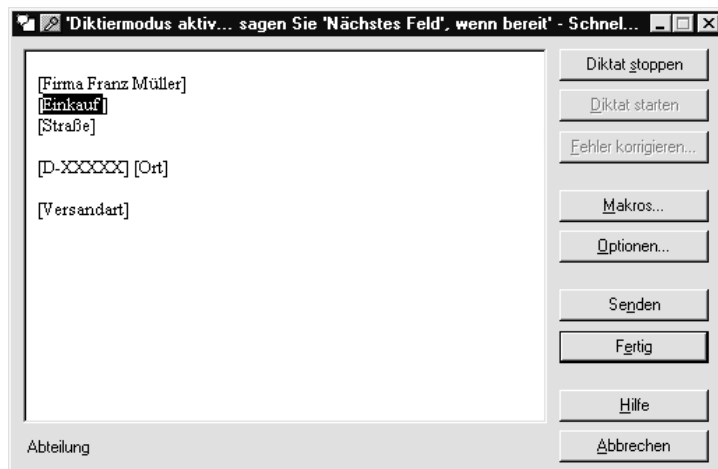 'Diktiermodus aktiv... sagen Sie 'Nächstes Feld', wenn bereit' - Schnel...
[Firma Franz Müller]
[Einkauf]
[Straße]
[D-XXXXX] [Ort]
[Versandart]
Abteilung
Diktat stoppen
Diktat starten
Fehler korrigieren...
Makros...
Optionen...
Senden
Fertig
Hilfe
Abbrechen